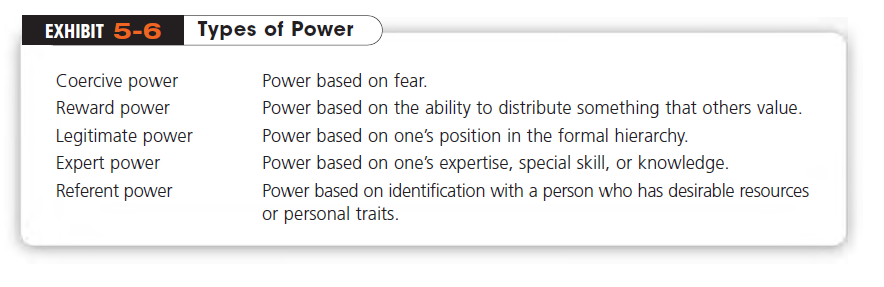 EXHIBIT 5-6 Types of Power
Coercive power Power based on fear.
Reward power Power based on the ability to distribute something that others value.
Legitimate power Power based on one's position in the formal hierarchy.
Expert power Power based on one's expertise, special skill, or knowledge.
Referent power Power based on identification with a person who has desirable resources
or personal traits.